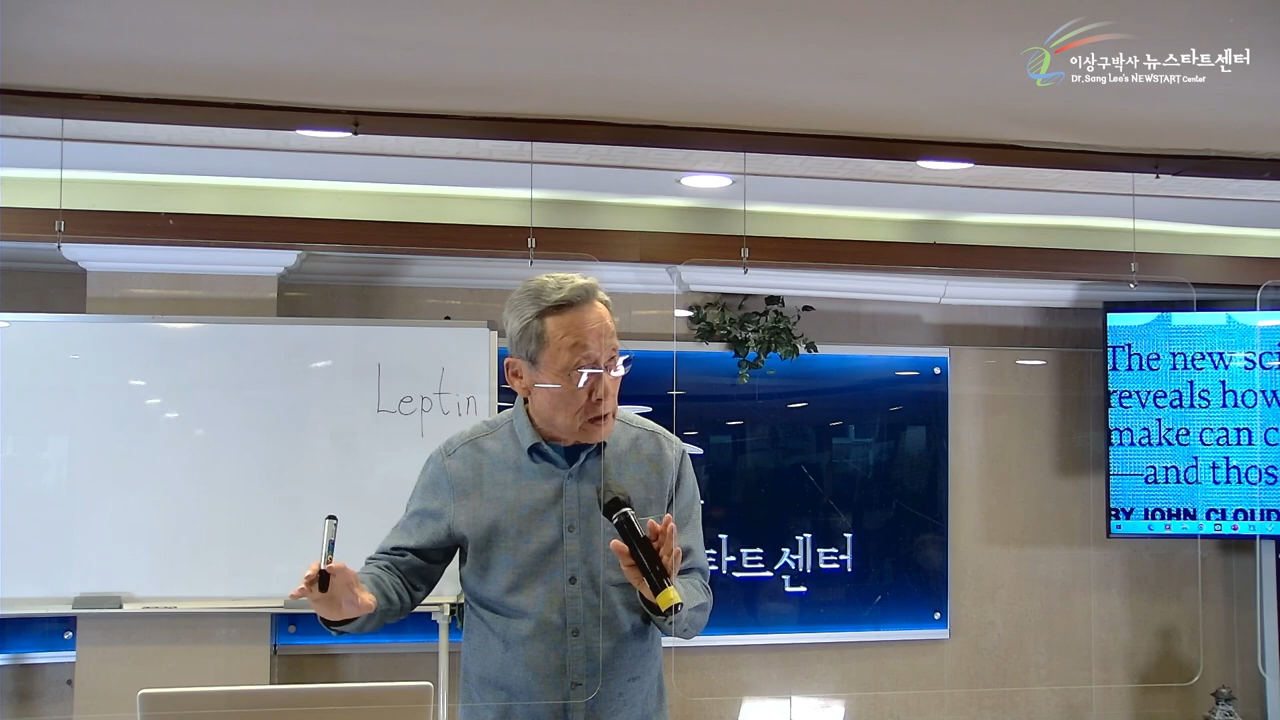 이상구박사 뉴스타트센터
Dr. Sang Lee's NEWSTART Center
Leptin
타트센터
The new sci
reveals how
make can c
—and thos
BY JOHN CLOUD